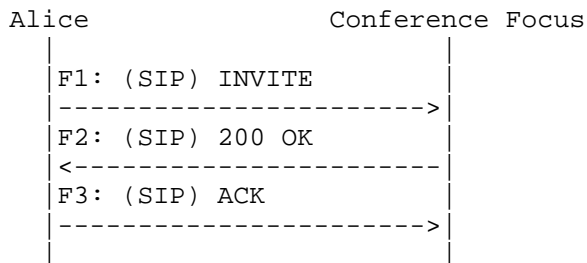 Alice Conference Focus
F1: (SIP) INVITE
----------------------->
F2: (SIP) 200 OK
<-----------------------
F3: (SIP) ACK
----------------------->